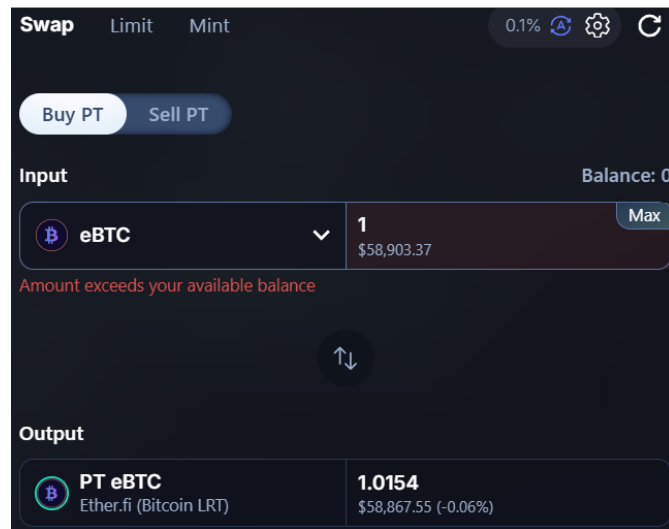 Swap Limit Mint 0.1%
Buy PT Sell PT
Input Balance: 0
eBTC 1 Max
$58,903.37
Amount exceeds your available balance
Output
PT eBTC 1.0154
Ether.fi (Bitcoin LRT) $58,867.55 (-0.06%)